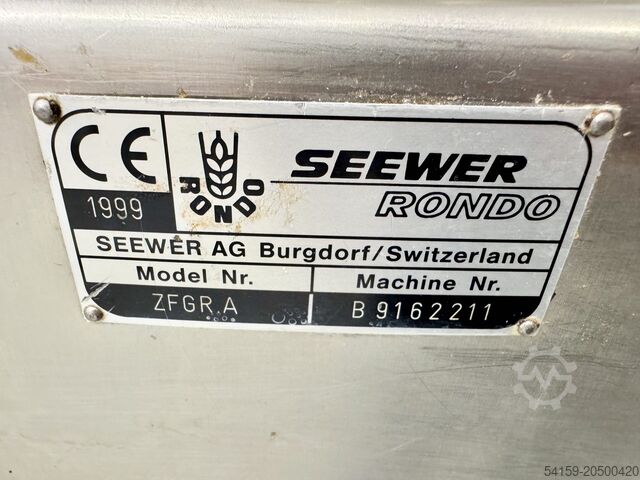 CE
1999
RONDO
SEEWER
RONDO
SEEWER AG Burgdorf/Switzerland
Model Nr. Machine Nr.
ZFGR.A B 9162211
54159-20500420